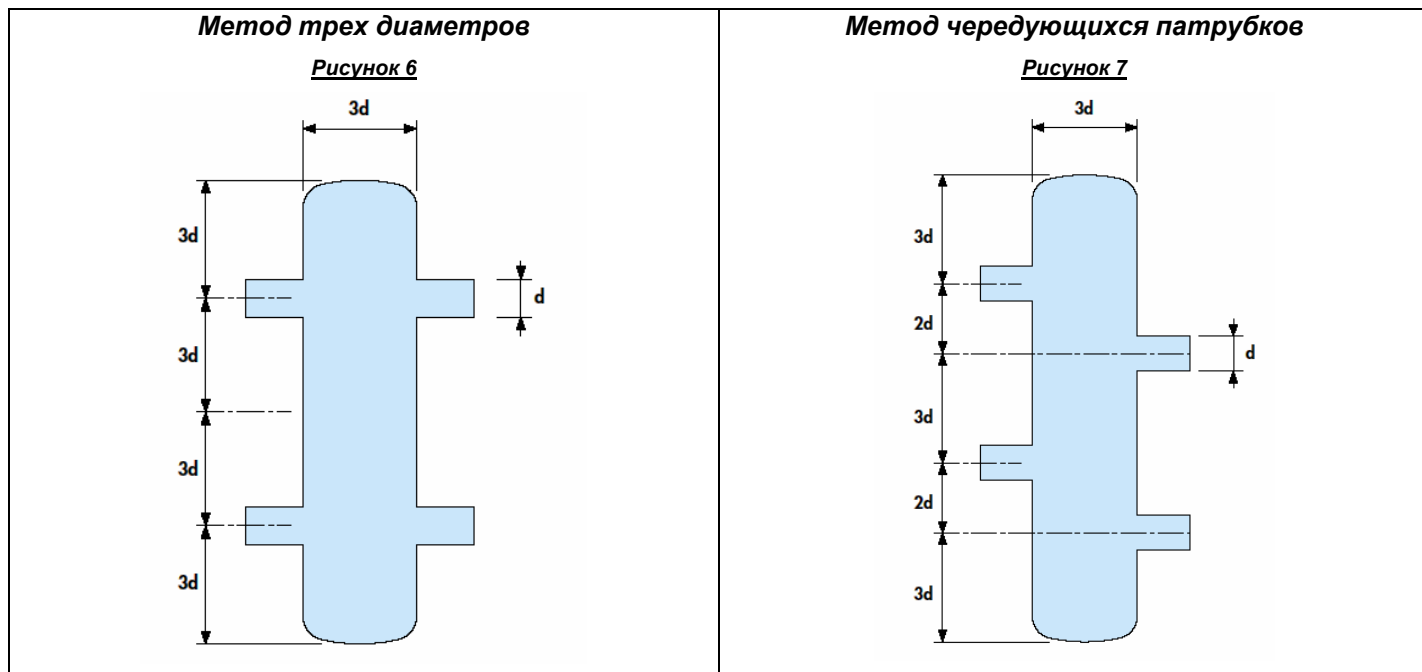 Метод трех диаметров
Рисунок 6
3d
3d
d
3d
3d
3d
Метод чередующихся патрубков
Рисунок 7
3d
3d
2d
d
3d
2d
3d